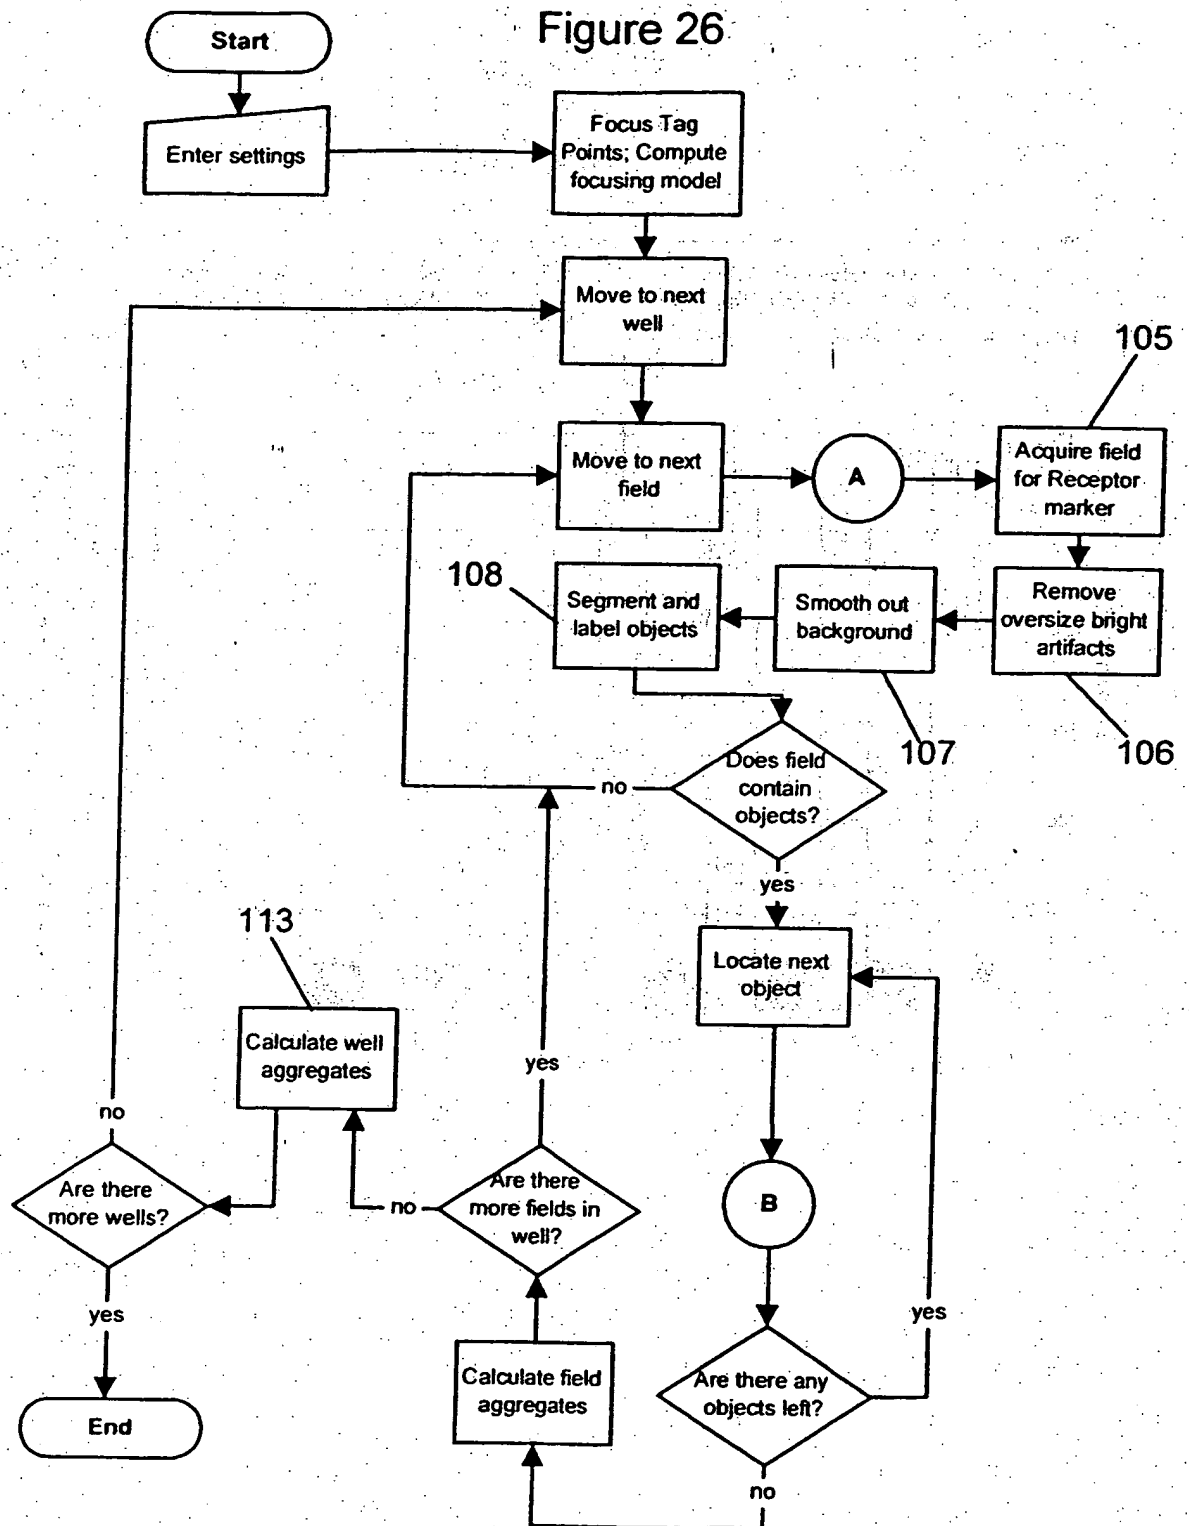 Figure 26
Start
Enter settings
Focus Tag
Points; Compute
focusing model
Move to next
well
105
Move to next
field
A
Acquire field
for Receptor
marker
108
Segment and
label objects
Smooth out
background
Remove
oversize bright
artifacts
107
106
Does field
contain
objects?
no
yes
Locate next
object
113
Calculate well
aggregates
yes
no
Are there
more wells?
no
Are there
more fields in
well?
B
yes
yes
Calculate field
aggregates
Are there any
objects left?
End
no